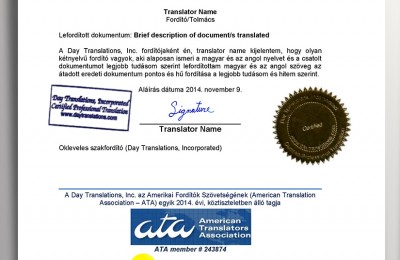 Translator Name
Fordító/Tolmács
Lefordított dokumentum: Brief description of document/s translated
A Day Translations, Inc. fordítójaként én, translator name kijelentem, hogy olyan
kétnyelvű fordító vagyok, aki alaposan ismeri a magyar és az angol nyelvet és a csatolt
dokumentumot legjobb tudásom szerint lefordítottam magyar és az angol szöveg az
átadott eredeti dokumentum pontos és hű fordítása a legjobb tudásom és hitem szerint.
Aláírás dátuma 2014. november 9.
Day Translations, Incorporated
Certified Professional Translation
www.daytranslations.com
Signature
Translator Name
Certified
Okleveles szakfordító (Day Translations, Incorporated)
A Day Translations, Inc. az Amerikai Fordítók Szövetségének (American Translation
Association – ATA) egyik 2014. évi, köztiszteletben álló tagja
ata American
Translators
Association
ATA member # 243874